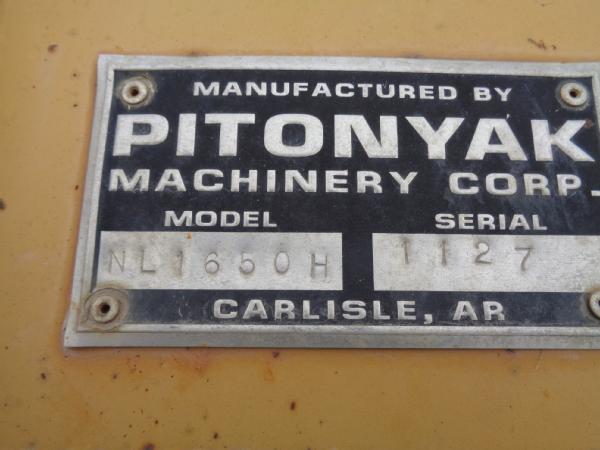 MANUFACTURED BY
PITONYAK
MACHINERY CORP.
MODEL SERIAL
NL1650H 1127
CARLISLE, AR